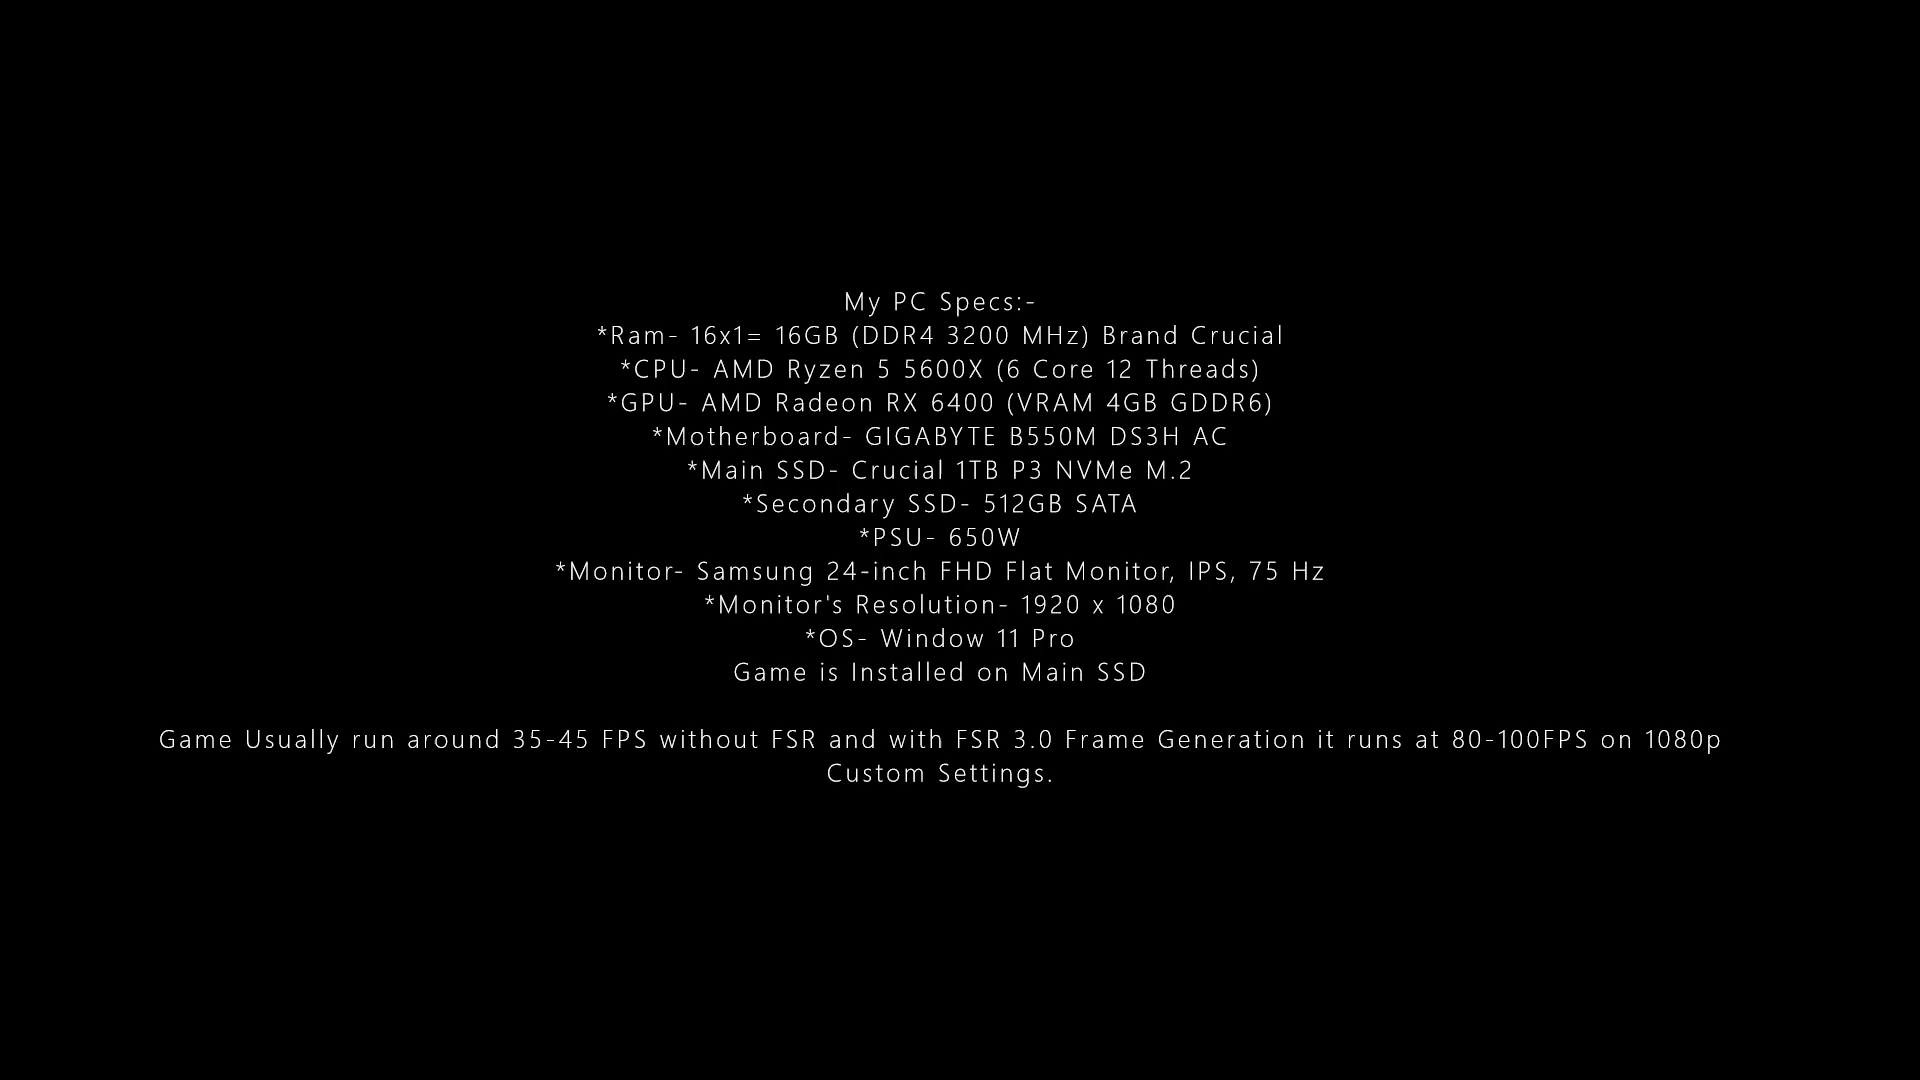 My PC Specs:-
*Ram- 16x1= 16GB (DDR4 3200 MHz) Brand Crucial
*CPU- AMD Ryzen 5 5600X (6 Core 12 Threads)
*GPU- AMD Radeon RX 6400 (VRAM 4GB GDDR6)
*Motherboard- GIGABYTE B550M DS3H AC
*Main SSD- Crucial 1TB P3 NVMe M.2
*Secondary SSD- 512GB SATA
*PSU- 650W
*Monitor- Samsung 24-inch FHD Flat Monitor, IPS, 75 Hz
*Monitor's Resolution- 1920 x 1080
*OS- Window 11 Pro
Game is Installed on Main SSD
Game Usually run around 35-45 FPS without FSR and with FSR 3.0 Frame Generation it runs at 80-100FPS on 1080p
Custom Settings.